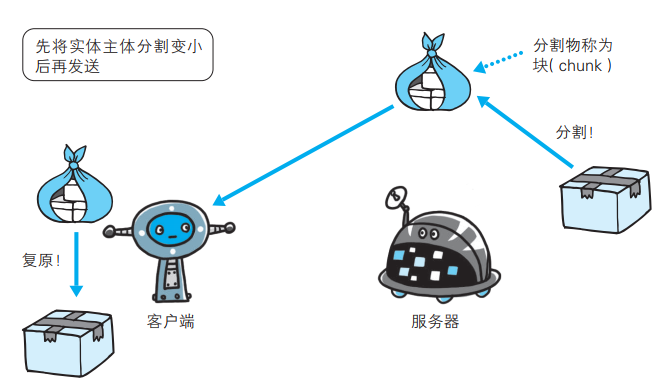 先将实体主体分割变小
后再发送
分割物称为
块( chunk )
分割!
复原!
客户端
服务器